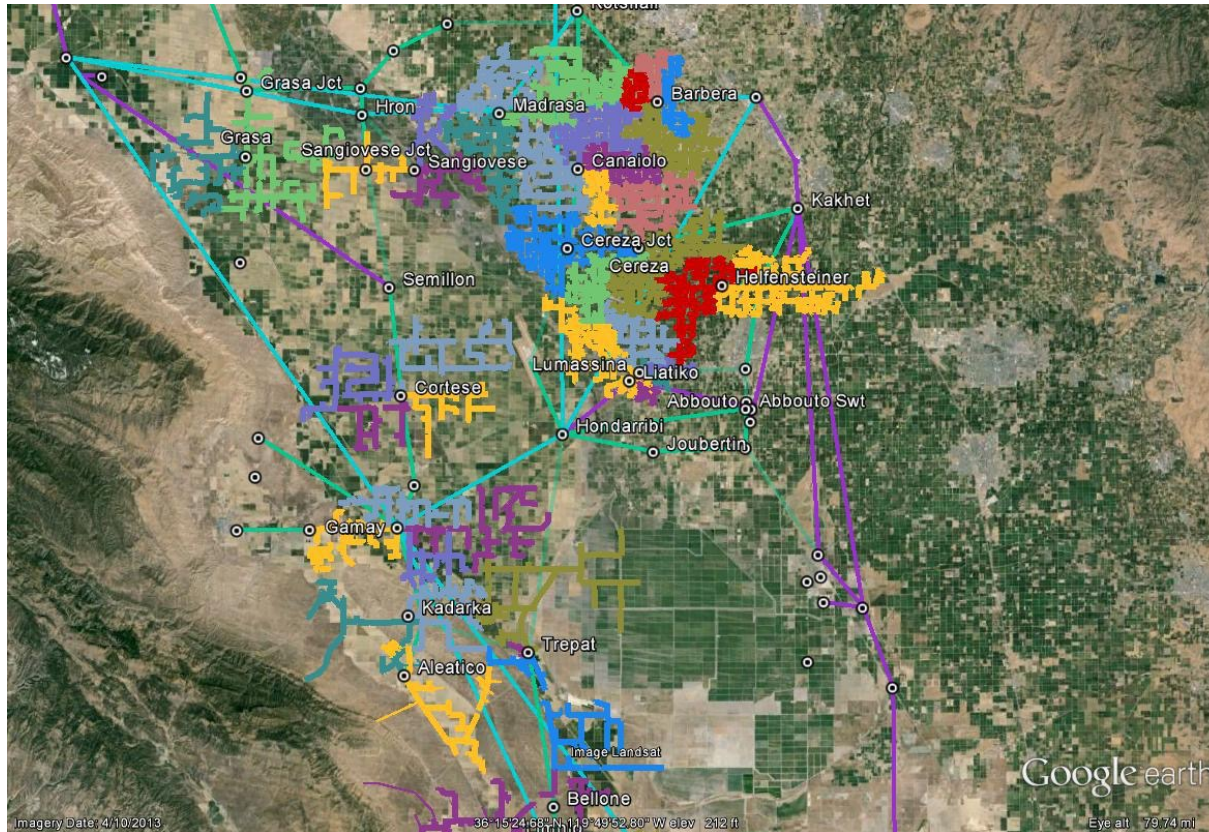 Grasa Jct
Barbera
Hron
Madrasa
Grasa
Sangiovese Jct
Sangiovese
Canaiolo
Kakhet
Cereza Jct
Cereza
Semillon
Helfensteiner
Lumassina
Liatiko
Cortese
Abbouto
Abbouto Swt
Hondarribi
Joubertin
Gamay
Kadarka
Trepat
Aleatico
Image Landsat
Google earth
Bellone
Imagery Date: 4/10/2013
36°15'24.68" N 119°49'52.80" W elev 212 ft
Eye alt 79.74 mi